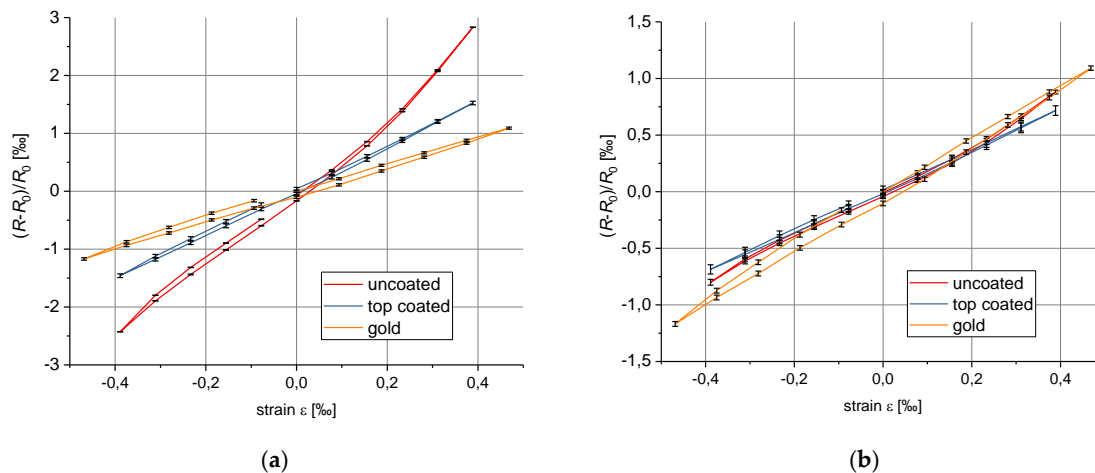 3
2
1
0
-1
-2
-3
(R-R0)/R0 [‰]
-0,4
-0,2
0,0
0,2
0,4
strain ε [‰]
uncoated
top coated
gold
(a)
1,5
1,0
0,5
0,0
-0,5
-1,0
-1,5
(R-R0)/R0 [‰]
-0,4
-0,2
0,0
0,2
0,4
strain ε [‰]
uncoated
top coated
gold
(b)